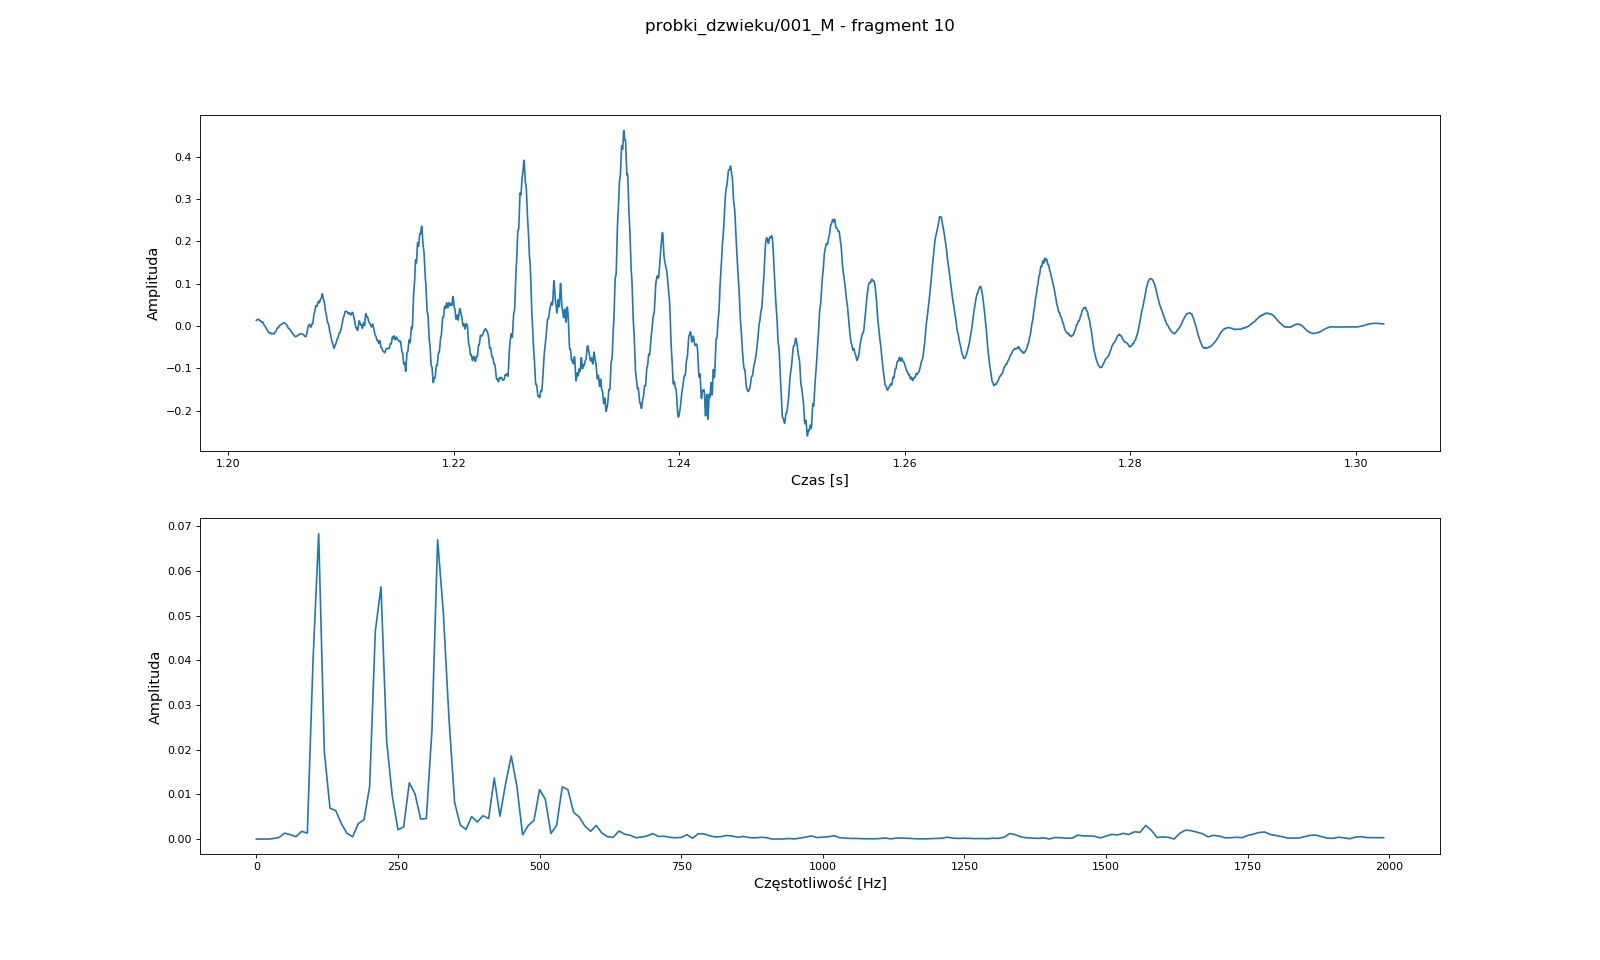 probki_dzwieku/001_M - fragment 10
0.4
0.3
0.2
0.1
0.0
−0.1
−0.2
Amplituda
1.20 1.22 1.24 1.26 1.28 1.30
Czas [s]
0.07
0.06
0.05
0.04
0.03
0.02
0.01
0.00
Amplituda
0 250 500 750 1000 1250 1500 1750 2000
Częstotliwość [Hz]